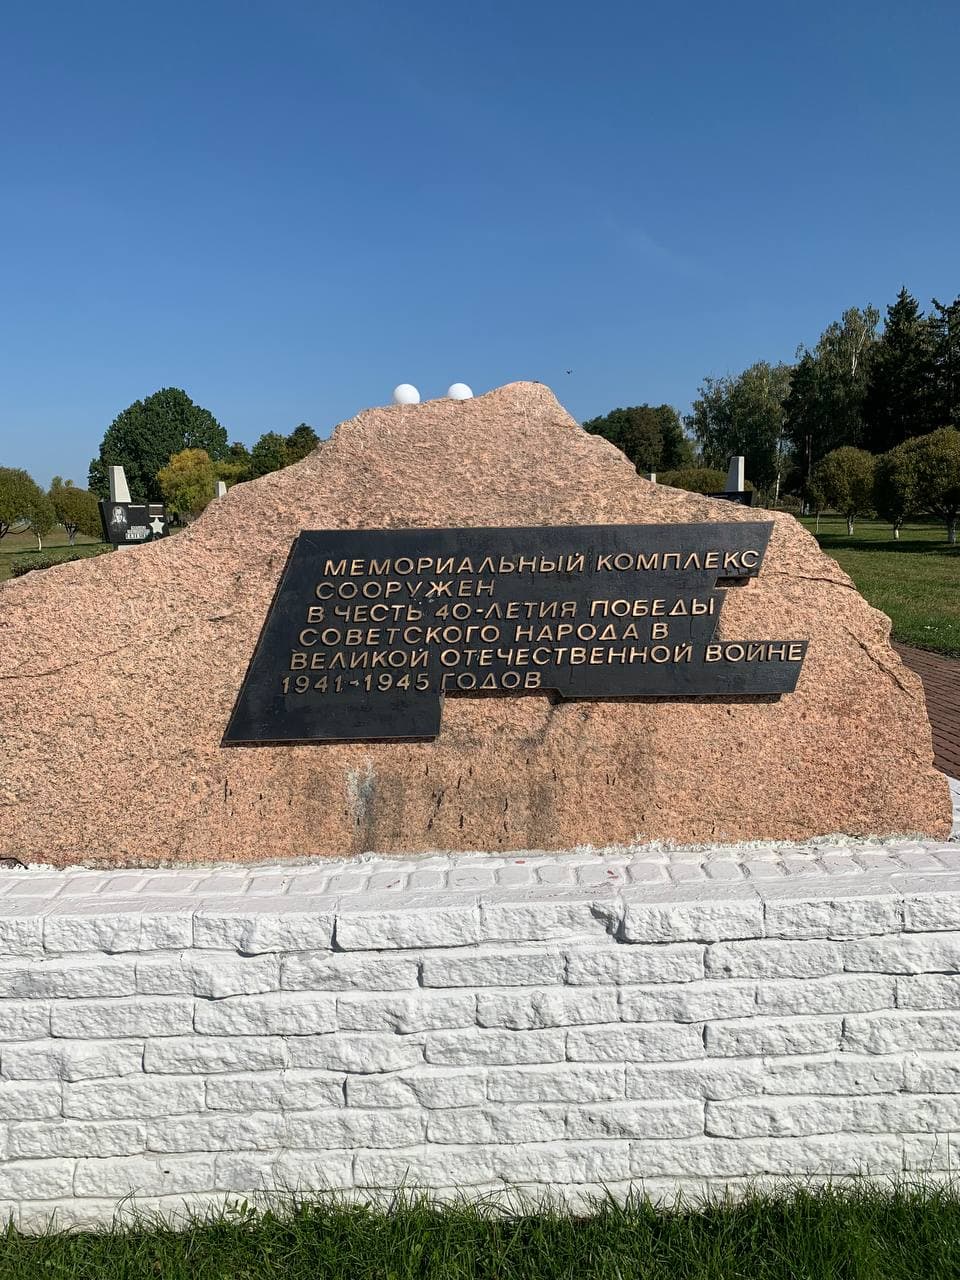 МЕМОРИАЛЬНЫЙ КОМПЛЕКС
СООРУЖЕН
В ЧЕСТЬ 40-ЛЕТИЯ ПОБЕДЫ
СОВЕТСКОГО НАРОДА В
ВЕЛИКОЙ ОТЕЧЕСТВЕННОЙ ВОЙНЕ
1941-1945 ГОДОВ